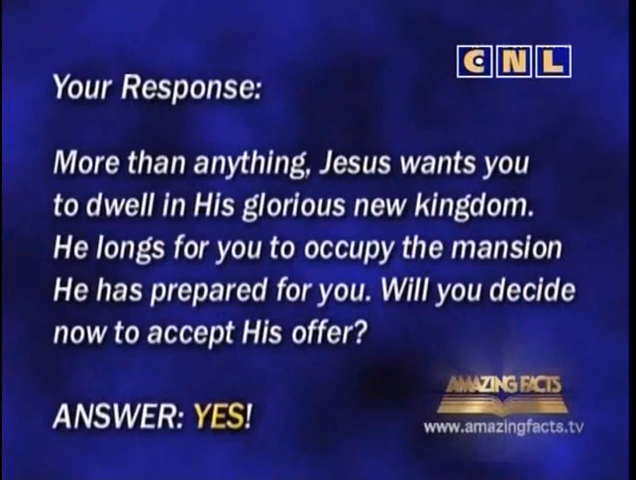 CNL
Your Response:
More than anything, Jesus wants you
to dwell in His glorious new kingdom.
He longs for you to occupy the mansion
He has prepared for you. Will you decide
now to accept His offer?
AMAZING FACTS
www.amazingfacts.tv
ANSWER: YES!